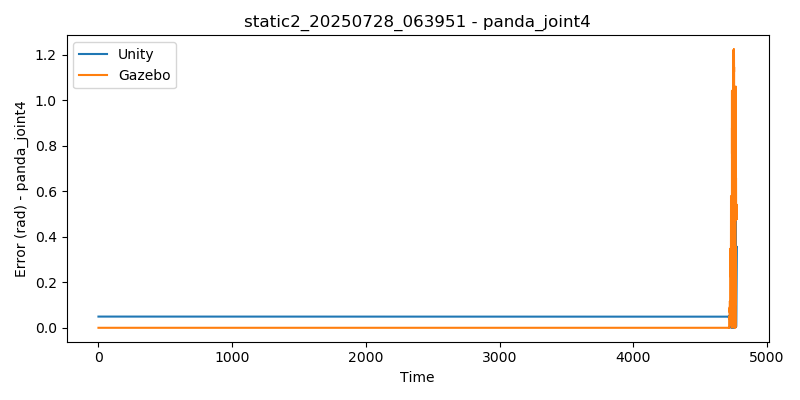 static2_20250728_063951 - panda_joint4
Unity
Gazebo
Error (rad) - panda_joint4
1.2
1.0
0.8
0.6
0.4
0.2
0.0
0 1000 2000 3000 4000 5000
Time